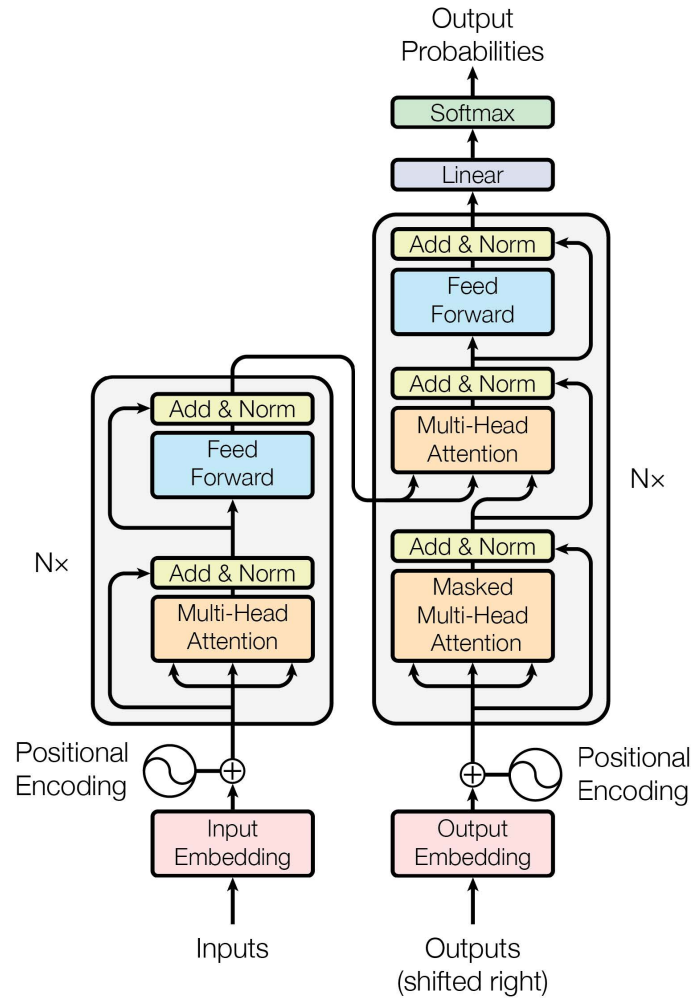 Output
Probabilities
Softmax
Linear
Add & Norm
Feed
Forward
Add & Norm
Multi-Head
Attention
Nx
Add & Norm
Masked
Multi-Head
Attention
Add & Norm
Feed
Forward
Nx
Add & Norm
Multi-Head
Attention
Positional
Encoding
Positional
Encoding
Input
Embedding
Output
Embedding
Inputs
Outputs
(shifted right)